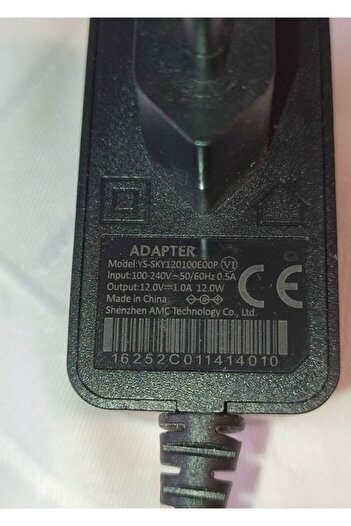 ADAPTER
Model:YS-SKY120100E00P V1
Input:100-240V~50/60Hz 0.5A
Output:12.0V⎓1.0A 12.0W
Made in China
Shenzhen AMC Technology Co., Ltd.
CE
16252C011414010